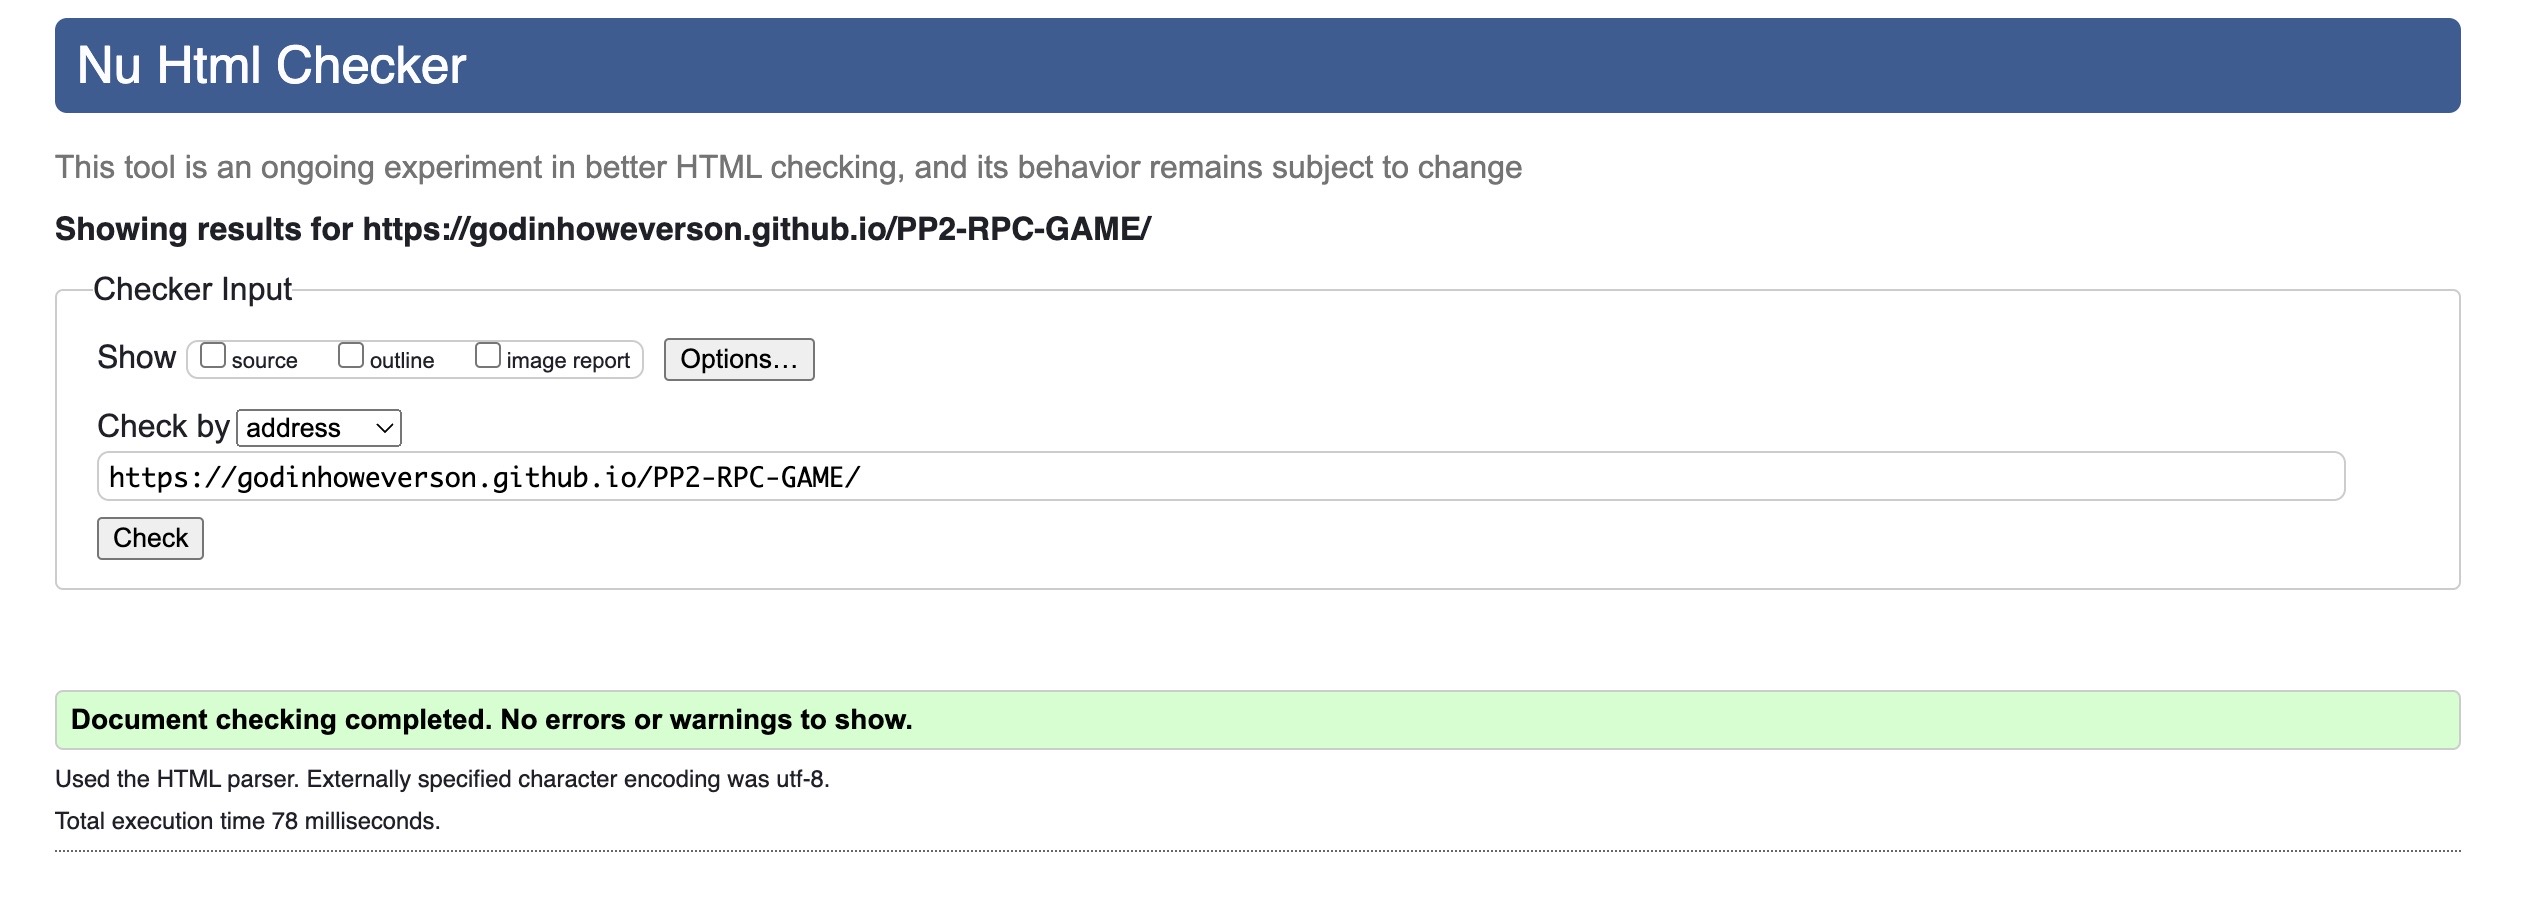 Nu Html Checker
This tool is an ongoing experiment in better HTML checking, and its behavior remains subject to change
Showing results for https://godinhoweverson.github.io/PP2-RPC-GAME/
Checker Input
Show source outline image report Options...
Check by address
https://godinhoweverson.github.io/PP2-RPC-GAME/
Check
Document checking completed. No errors or warnings to show.
Used the HTML parser. Externally specified character encoding was utf-8.
Total execution time 78 milliseconds.